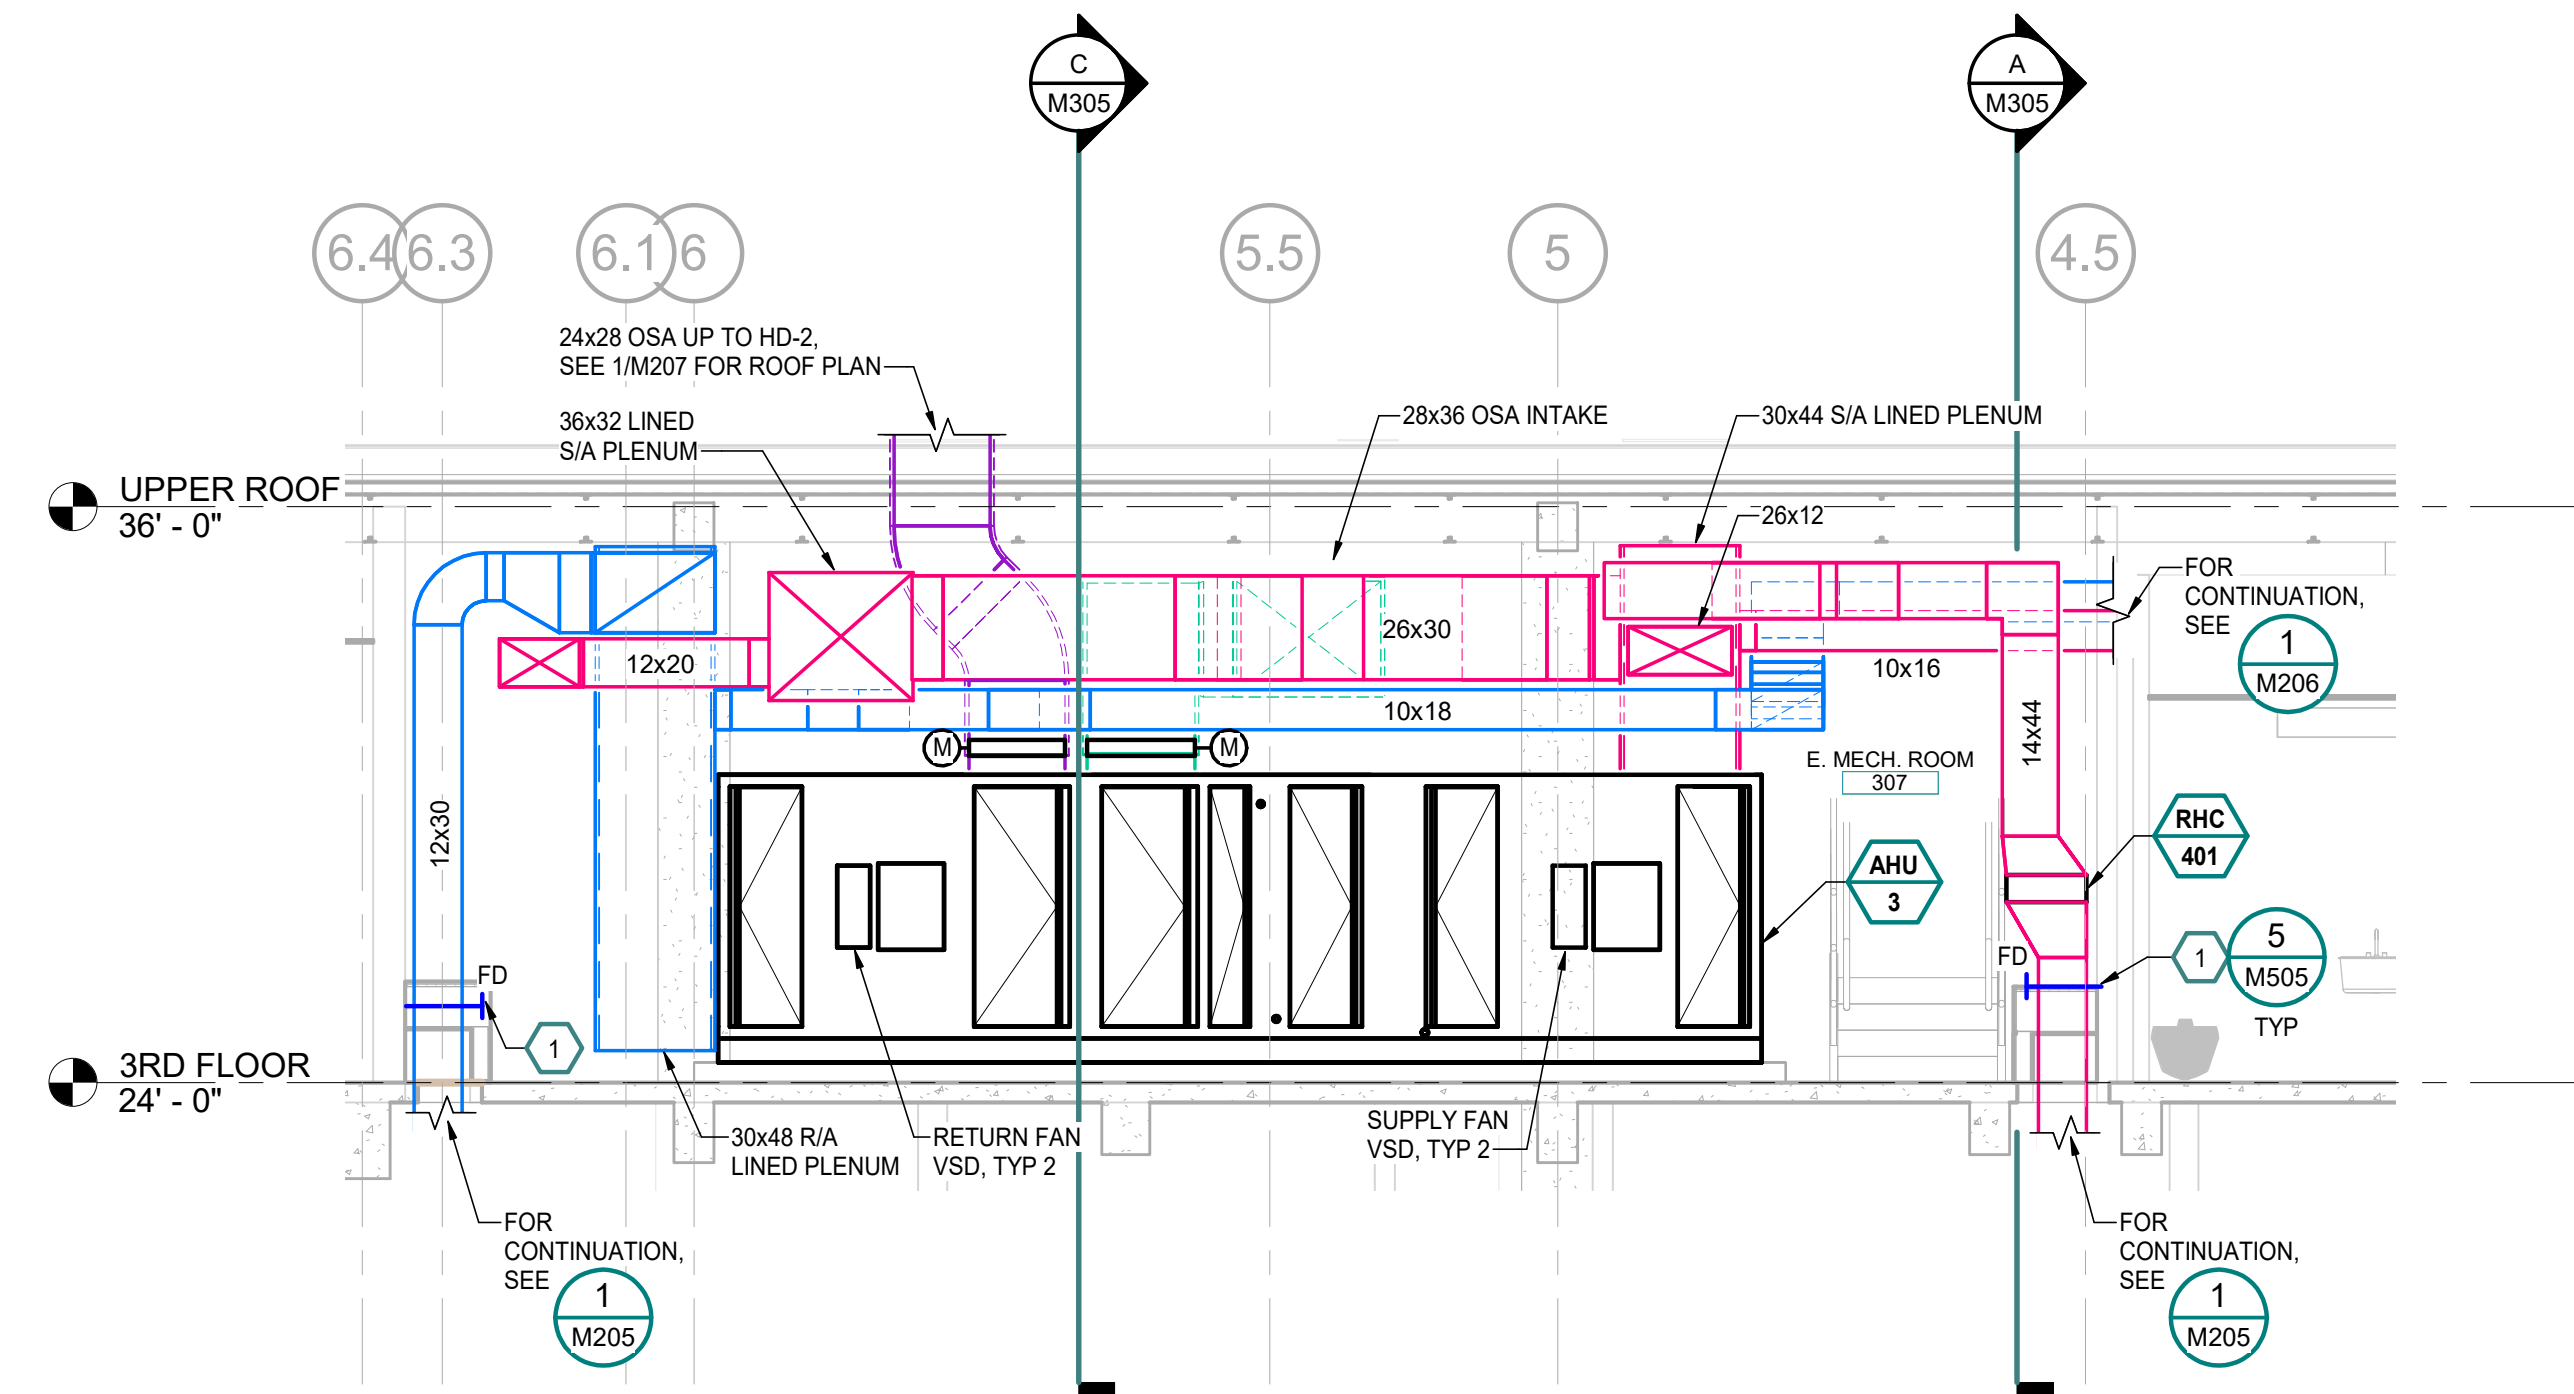 C
M305
A
M305
6.4
6.3
6.1
6
5.5
5
4.5
24x28 OSA UP TO HD-2,
SEE 1/M207 FOR ROOF PLAN
36x32 LINED
S/A PLENUM
28x36 OSA INTAKE
30x44 S/A LINED PLENUM
UPPER ROOF
36' - 0"
26x12
FOR
CONTINUATION,
SEE
1
M206
12x20
26x30
10x16
10x18
14x44
M
M
E. MECH. ROOM
307
12x30
RHC
401
AHU
3
FD
FD
1
5
M505
TYP
1
3RD FLOOR
24' - 0"
30x48 R/A
LINED PLENUM
RETURN FAN
VSD, TYP 2
SUPPLY FAN
VSD, TYP 2
FOR
CONTINUATION,
SEE
1
M205
FOR
CONTINUATION,
SEE
1
M205